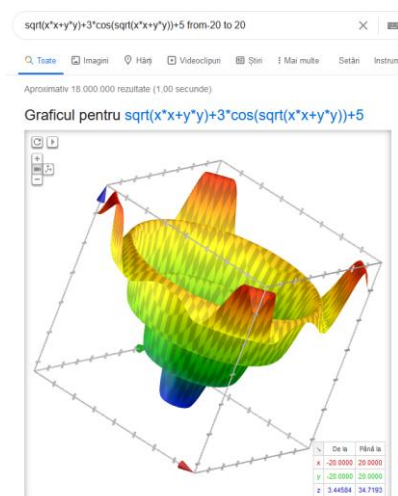 sqrt(x*x+y*y)+3*cos(sqrt(x*x+y*y))+5 from-20 to 20
Toate Imagini Hărți Videoclipuri Știri Mai multe Setări Instrum
Aproximativ 18.000.000 rezultate (1,00 secunde)
Graficul pentru sqrt(x*x+y*y)+3*cos(sqrt(x*x+y*y))+5
De la Până la
x -20.0000 20.0000
y -20.0000 20.0000
z 3.44584 34.7193